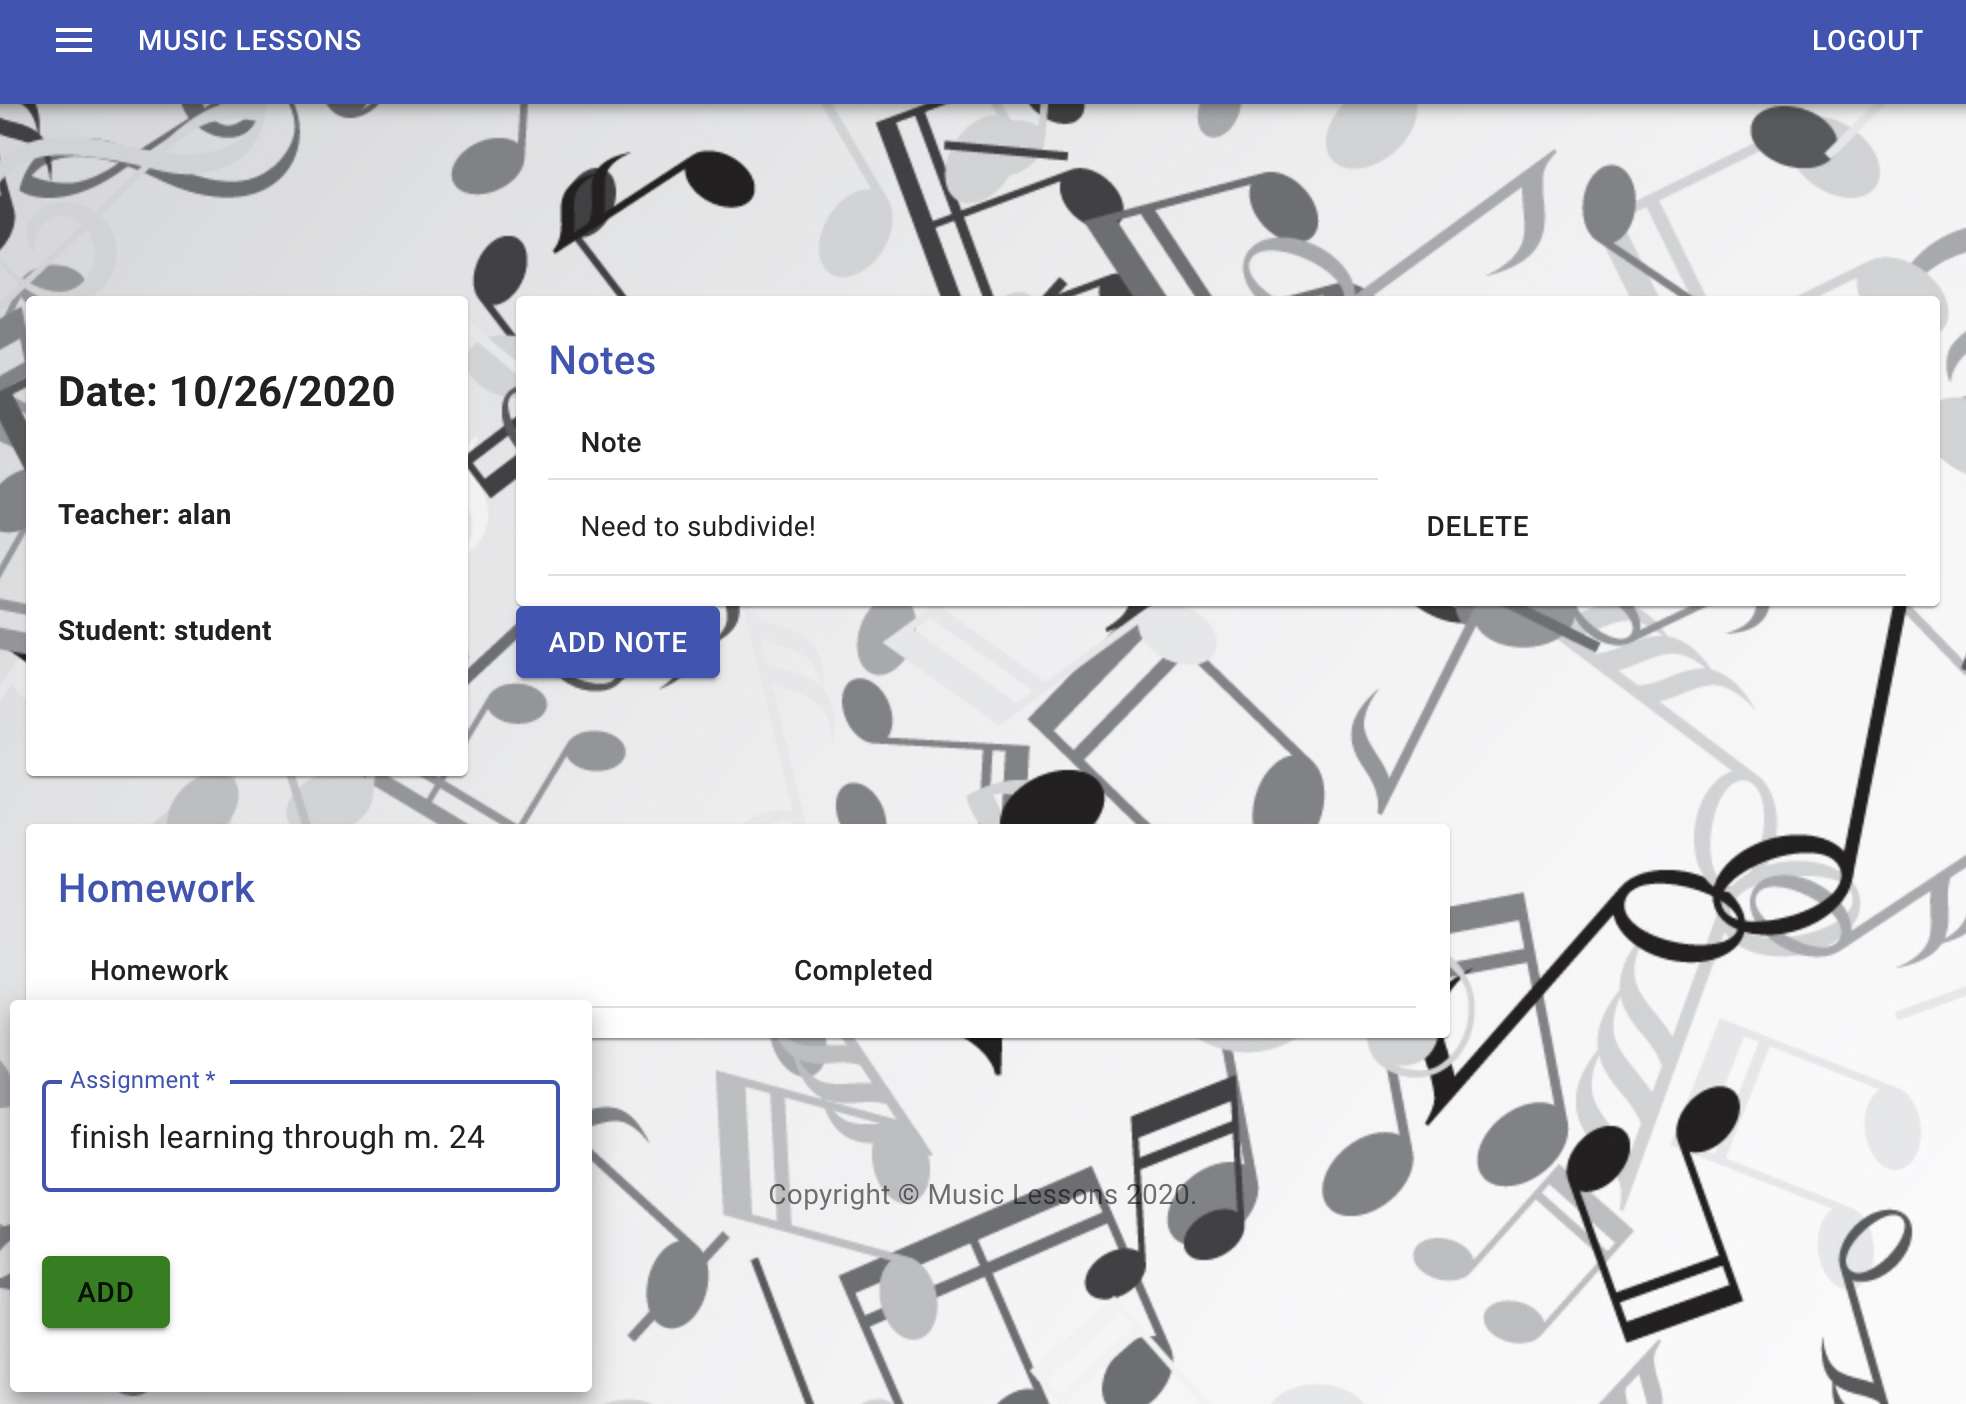 MUSIC LESSONS
LOGOUT
Date: 10/26/2020
Teacher: alan
Student: student
Notes
Note
Need to subdivide!
DELETE
ADD NOTE
Homework
Homework
Completed
Assignment *
finish learning through m. 24
ADD
Copyright © Music Lessons 2020.